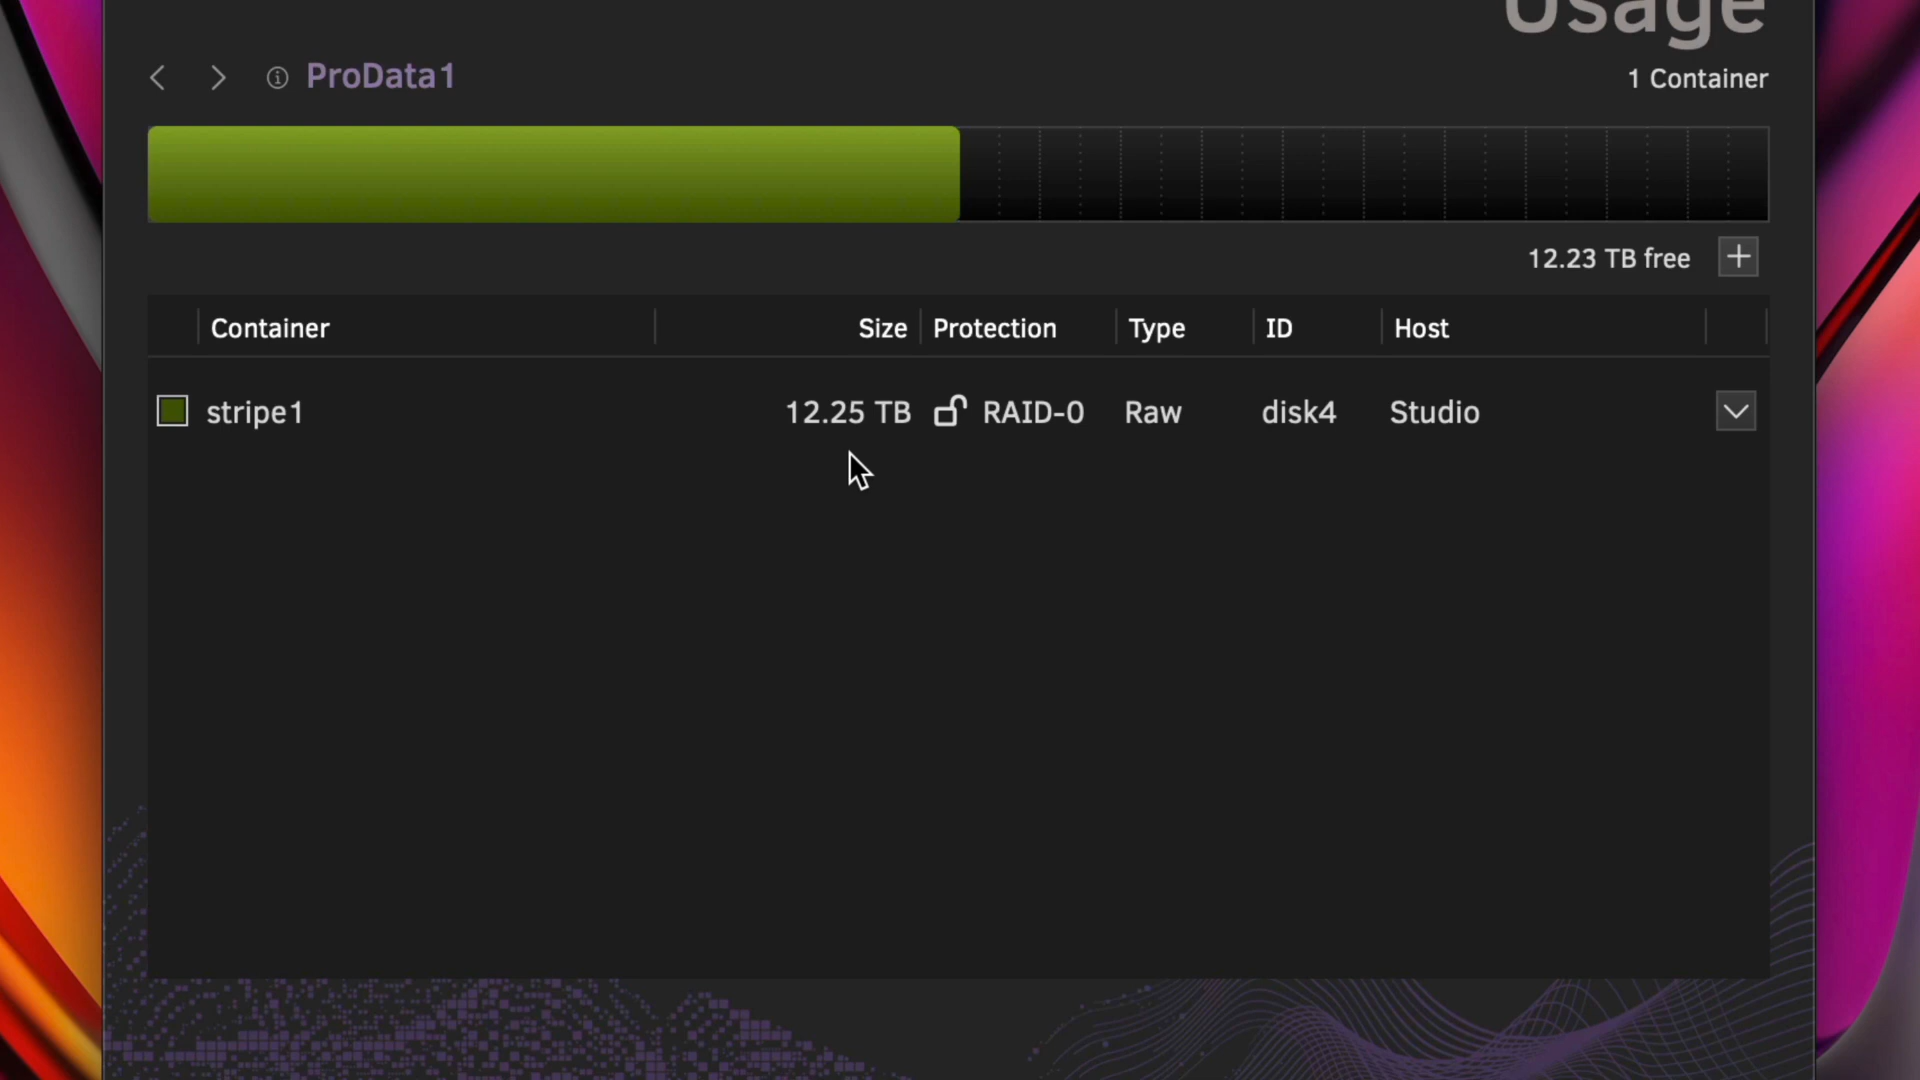 Usage
ProData1
1 Container
12.23 TB free
Container Size Protection Type ID Host
stripe1 12.25 TB RAID-0 Raw disk4 Studio